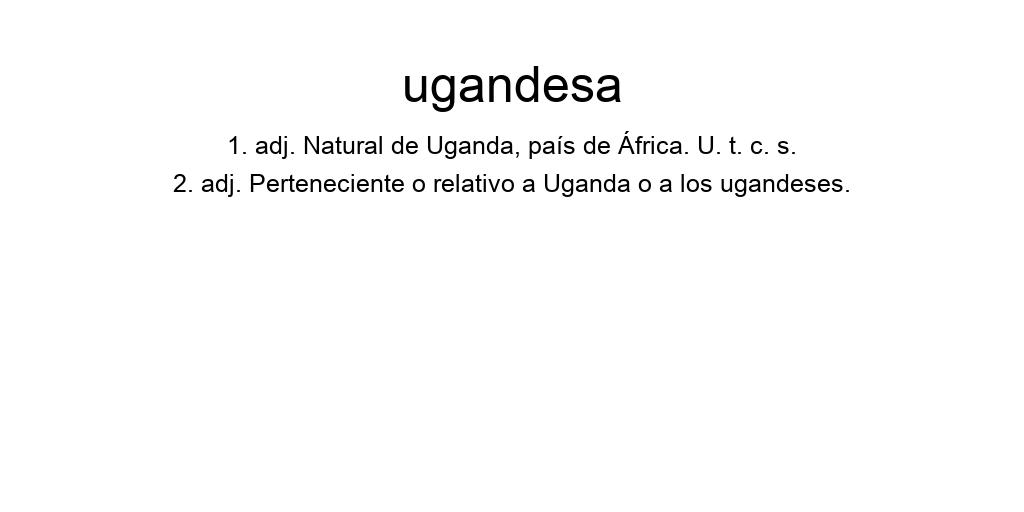 ugandesa
1. adj. Natural de Uganda, país de África. U. t. c. s.
2. adj. Perteneciente o relativo a Uganda o a los ugandeses.